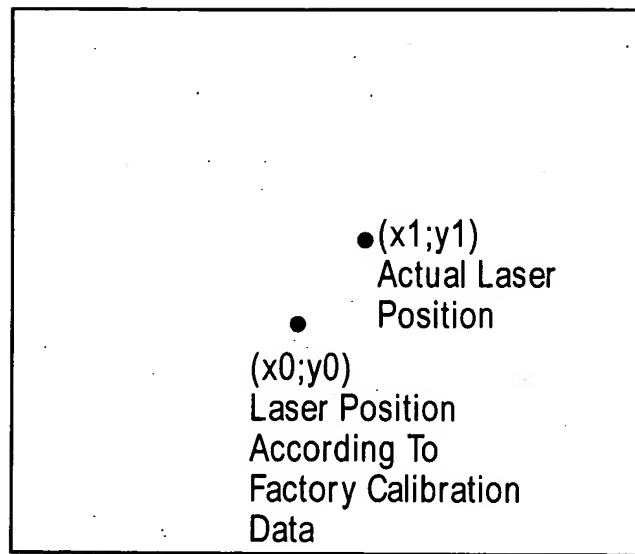 (x1;y1)
Actual Laser
Position
(x0;y0)
Laser Position
According To
Factory Calibration
Data